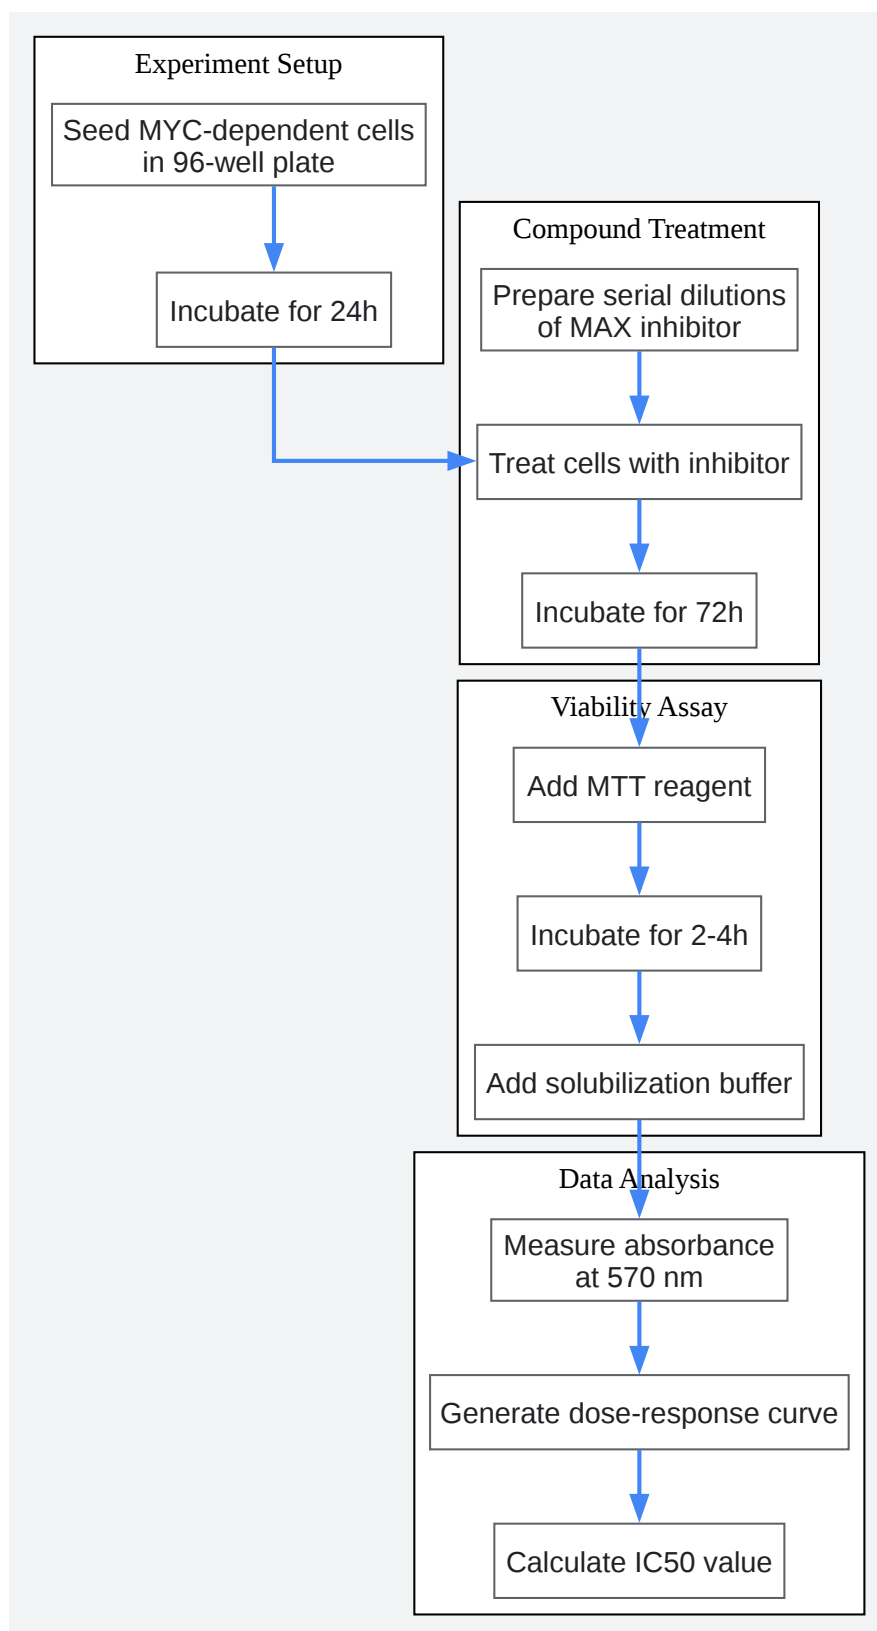 Experiment Setup
Seed MYC-dependent cells
in 96-well plate
Incubate for 24h
Compound Treatment
Prepare serial dilutions
of MAX inhibitor
Treat cells with inhibitor
Incubate for 72h
Viability Assay
Add MTT reagent
Incubate for 2-4h
Add solubilization buffer
Data Analysis
Measure absorbance
at 570 nm
Generate dose-response curve
Calculate IC50 value